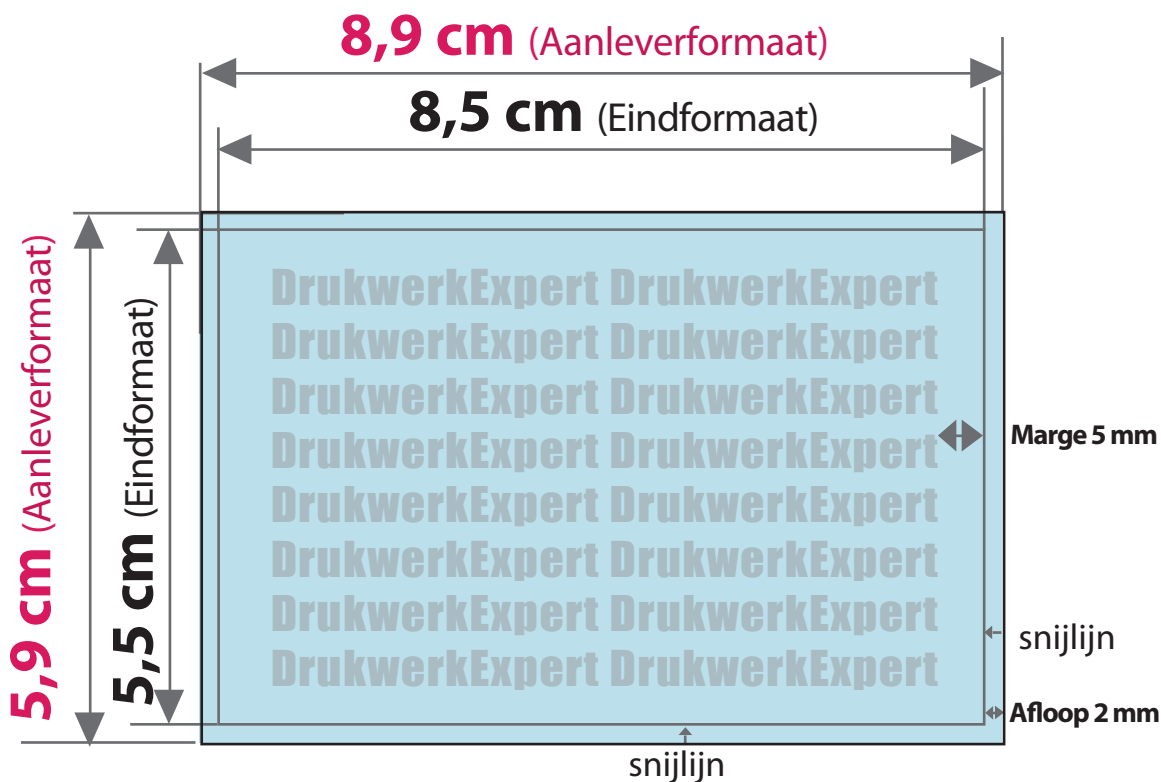 8,9 cm (Aanleverformaat)
8,5 cm (Eindformaat)
5,9 cm (Aanleverformaat)
5,5 cm (Eindformaat)
DrukwerkExpert DrukwerkExpert
DrukwerkExpert DrukwerkExpert
DrukwerkExpert DrukwerkExpert
DrukwerkExpert DrukwerkExpert
DrukwerkExpert DrukwerkExpert
DrukwerkExpert DrukwerkExpert
DrukwerkExpert DrukwerkExpert
DrukwerkExpert DrukwerkExpert
Marge 5 mm
snijlijn
Afloop 2 mm
snijlijn